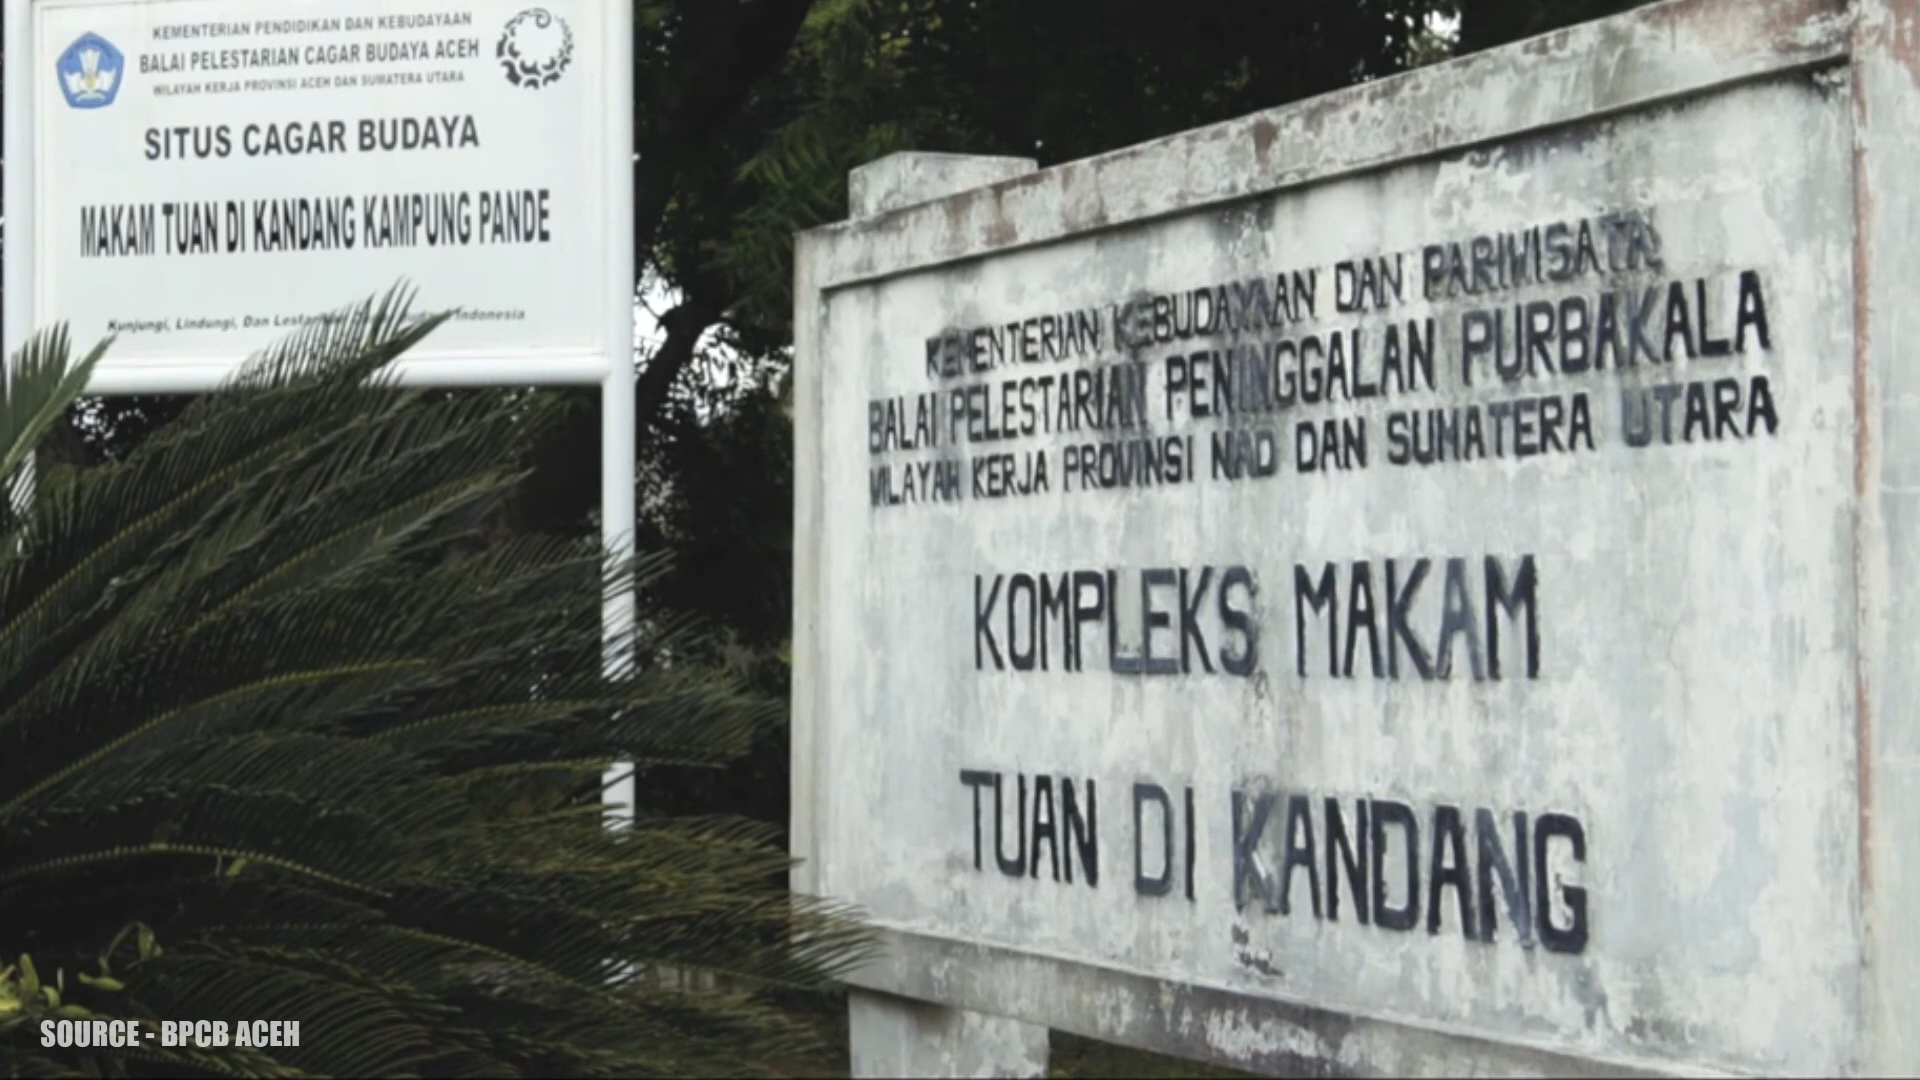 KEMENTERIAN PENDIDIKAN DAN KEBUDAYAAN
BALAI PELESTARIAN CAGAR BUDAYA ACEH
WILAYAH KERJA PROVINSI ACEH DAN SUMATERA UTARA
SITUS CAGAR BUDAYA
MAKAM TUAN DI KANDANG KAMPUNG PANDE
Kunjungi, Lindungi, Dan Indonesia
KEMENTERIAN KEBUDAYAAN DAN PARIWISATA
BALAI PELESTARIAN PENINGGALAN PURBAKALA
WILAYAH KERJA PROVINSI NAD DAN SUMATERA UTARA
KOMPLEKS MAKAM
TUAN DI KANDANG
SOURCE - BPCB ACEH